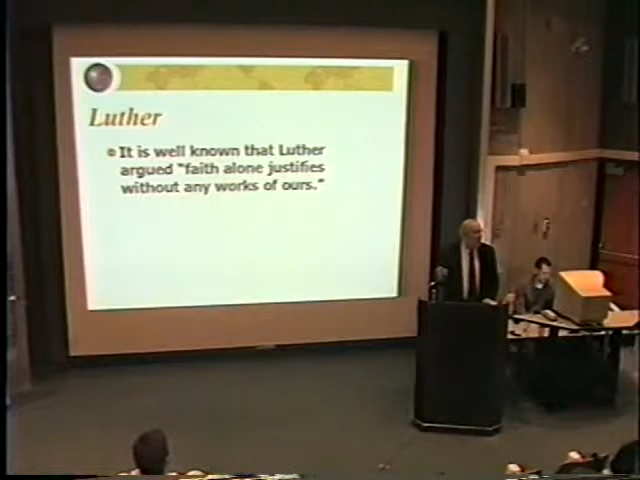 Luther
It is well known that Luther
argued "faith alone justifies
without any works of ours."